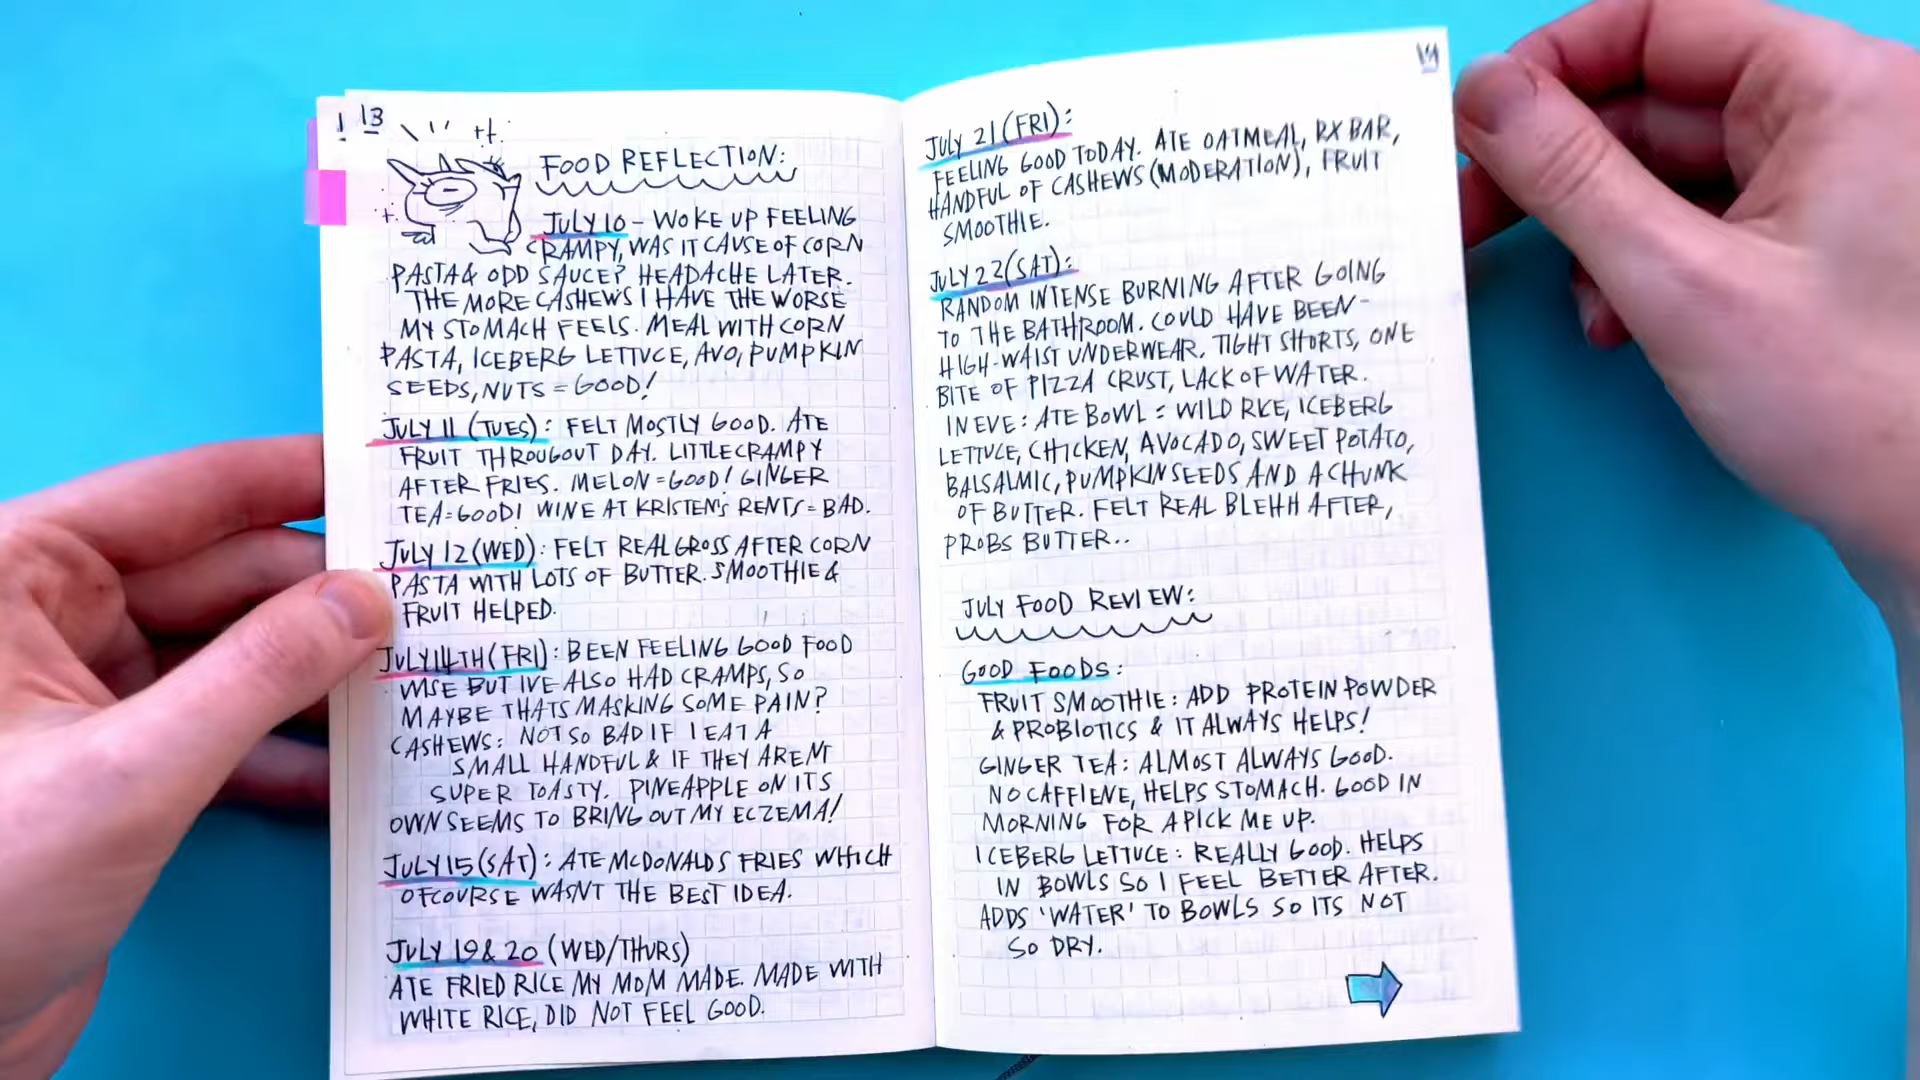 13
FOOD REFLECTION:
JULY 10 - WOKE UP FEELING
CRAMPY, WAS IT CAUSE OF CORN
PASTA & ODD SAUCE? HEADACHE LATER.
THE MORE CASHEWS I HAVE THE WORSE
MY STOMACH FEELS. MEAL WITH CORN
PASTA, ICEBERG LETTUCE, AVO, PUMPKIN
SEEDS, NUTS = GOOD!
JULY 11 (TUES): FELT MOSTLY GOOD. ATE
FRUIT THROUGOUT DAY. LITTLE CRAMPY
AFTER FRIES. MELON = GOOD! GINGER
TEA = GOOD! WINE AT KRISTEN'S RENTS = BAD.
JULY 12 (WED): FELT REAL GROSS AFTER CORN
PASTA WITH LOTS OF BUTTER. SMOOTHIE &
FRUIT HELPED.
JULY 14TH (FRI): BEEN FEELING GOOD FOOD
WISE BUT IVE ALSO HAD CRAMPS, SO
MAYBE THATS MASKING SOME PAIN?
CASHEWS: NOT SO BAD IF I EAT A
SMALL HANDFUL & IF THEY ARENT
SUPER TOASTY. PINEAPPLE ON ITS
OWN SEEMS TO BRING OUT MY ECZEMA!
JULY 15 (SAT): ATE MCDONALDS FRIES WHICH
OFCOURSE WASNT THE BEST IDEA.
JULY 19 & 20 (WED/THURS)
ATE FRIED RICE MY MOM MADE. MADE WITH
WHITE RICE, DID NOT FEEL GOOD.
JULY 21 (FRI):
FEELING GOOD TODAY. ATE OATMEAL, RX BAR,
HANDFUL OF CASHEWS (MODERATION), FRUIT
SMOOTHIE.
JULY 22 (SAT):
RANDOM INTENSE BURNING AFTER GOING
TO THE BATHROOM. COULD HAVE BEEN -
HIGH-WAIST UNDERWEAR, TIGHT SHORTS, ONE
BITE OF PIZZA CRUST, LACK OF WATER.
IN EVE: ATE BOWL = WILD RICE, ICEBERG
LETTUCE, CHICKEN, AVOCADO, SWEET POTATO,
BALSALMIC, PUMPKIN SEEDS AND A CHUNK
OF BUTTER. FELT REAL BLEHH AFTER,
PROBS BUTTER..
JULY FOOD REVIEW:
GOOD FOODS:
FRUIT SMOOTHIE: ADD PROTEIN POWDER
& PROBIOTICS & IT ALWAYS HELPS!
GINGER TEA: ALMOST ALWAYS GOOD.
NO CAFFIENE, HELPS STOMACH. GOOD IN
MORNING FOR A PICK ME UP.
ICEBERG LETTUCE: REALLY GOOD. HELPS
IN BOWLS SO I FEEL BETTER AFTER.
ADDS 'WATER' TO BOWLS SO ITS NOT
SO DRY.